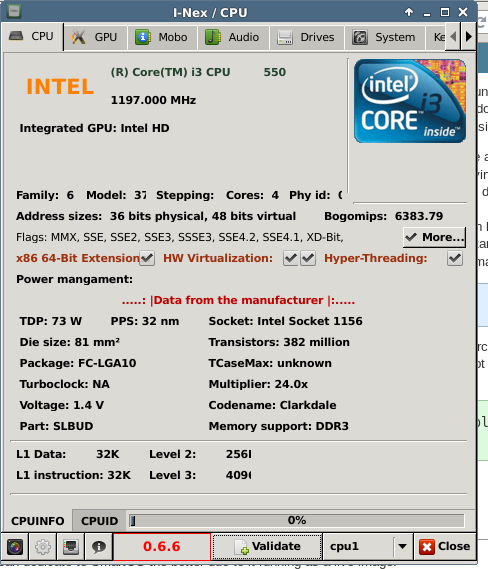 I-Nex / CPU
CPU GPU Mobo Audio Drives System
INTEL
(R) Core(TM) i3 CPU 550
1197.000 MHz
Integrated GPU: Intel HD
intel
i3
CORE
inside™
Family: 6 Model: 37 Stepping: Cores: 4 Phy id:
Address sizes: 36 bits physical, 48 bits virtual Bogomips: 6383.79
Flags: MMX, SSE, SSE2, SSE3, SSSE3, SSE4.2, SSE4.1, XD-Bit,
More...
x86 64-Bit Extension HW Virtualization: Hyper-Threading:
Power mangament:
.....: |Data from the manufacturer |:.....
TDP: 73 W PPS: 32 nm Socket: Intel Socket 1156
Die size: 81 mm² Transistors: 382 million
Package: FC-LGA10 TCaseMax: unknown
Turboclock: NA Multiplier: 24.0x
Voltage: 1.4 V Codename: Clarkdale
Part: SLBUD Memory support: DDR3
L1 Data: 32K Level 2: 256
L1 instruction: 32K Level 3: 409
CPUINFO CPUID 0%
0.6.6 Validate cpu1 Close